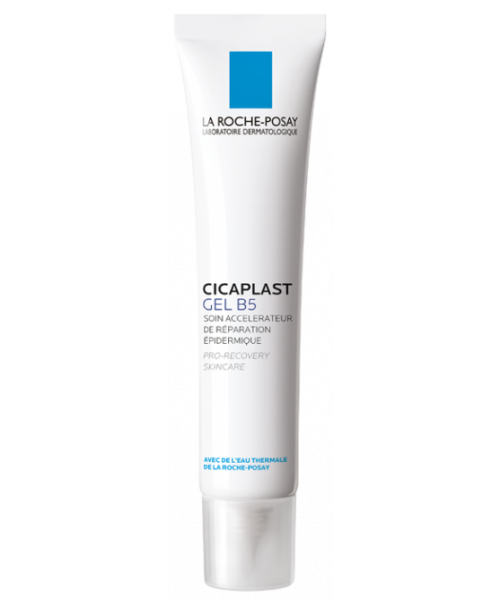 LA ROCHE-POSAY
LABORATOIRE DERMATOLOGIQUE
CICAPLAST
GEL B5
SOIN ACCELERATEUR
DE RÉPARATION
ÉPIDERMIQUE
PRO-RECOVERY
SKINCARE
AVEC DE L'EAU THERMALE
DE LA ROCHE-POSAY